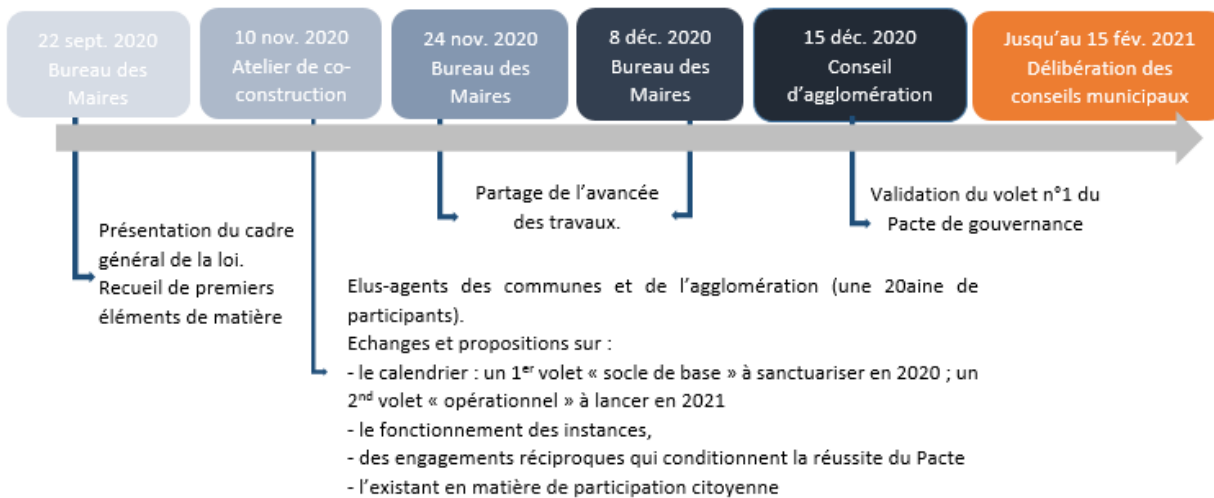 22 sept. 2020
Bureau des
Maires
10 nov. 2020
Atelier de co-
construction
24 nov. 2020
Bureau des
Maires
8 déc. 2020
Bureau des
Maires
15 déc. 2020
Conseil
d’agglomération
Jusqu’au 15 fév. 2021
Délibération des
conseils municipaux
Présentation du cadre
général de la loi.
Recueil de premiers
éléments de matière
Partage de l’avancée
des travaux.
Validation du volet n°1 du
Pacte de gouvernance
Elus-agents des communes et de l’agglomération (une 20aine de
participants).
Echanges et propositions sur :
- le calendrier : un 1er volet « socle de base » à sanctuariser en 2020 ; un
2nd volet « opérationnel » à lancer en 2021
- le fonctionnement des instances,
- des engagements réciproques qui conditionnent la réussite du Pacte
- l’existant en matière de participation citoyenne